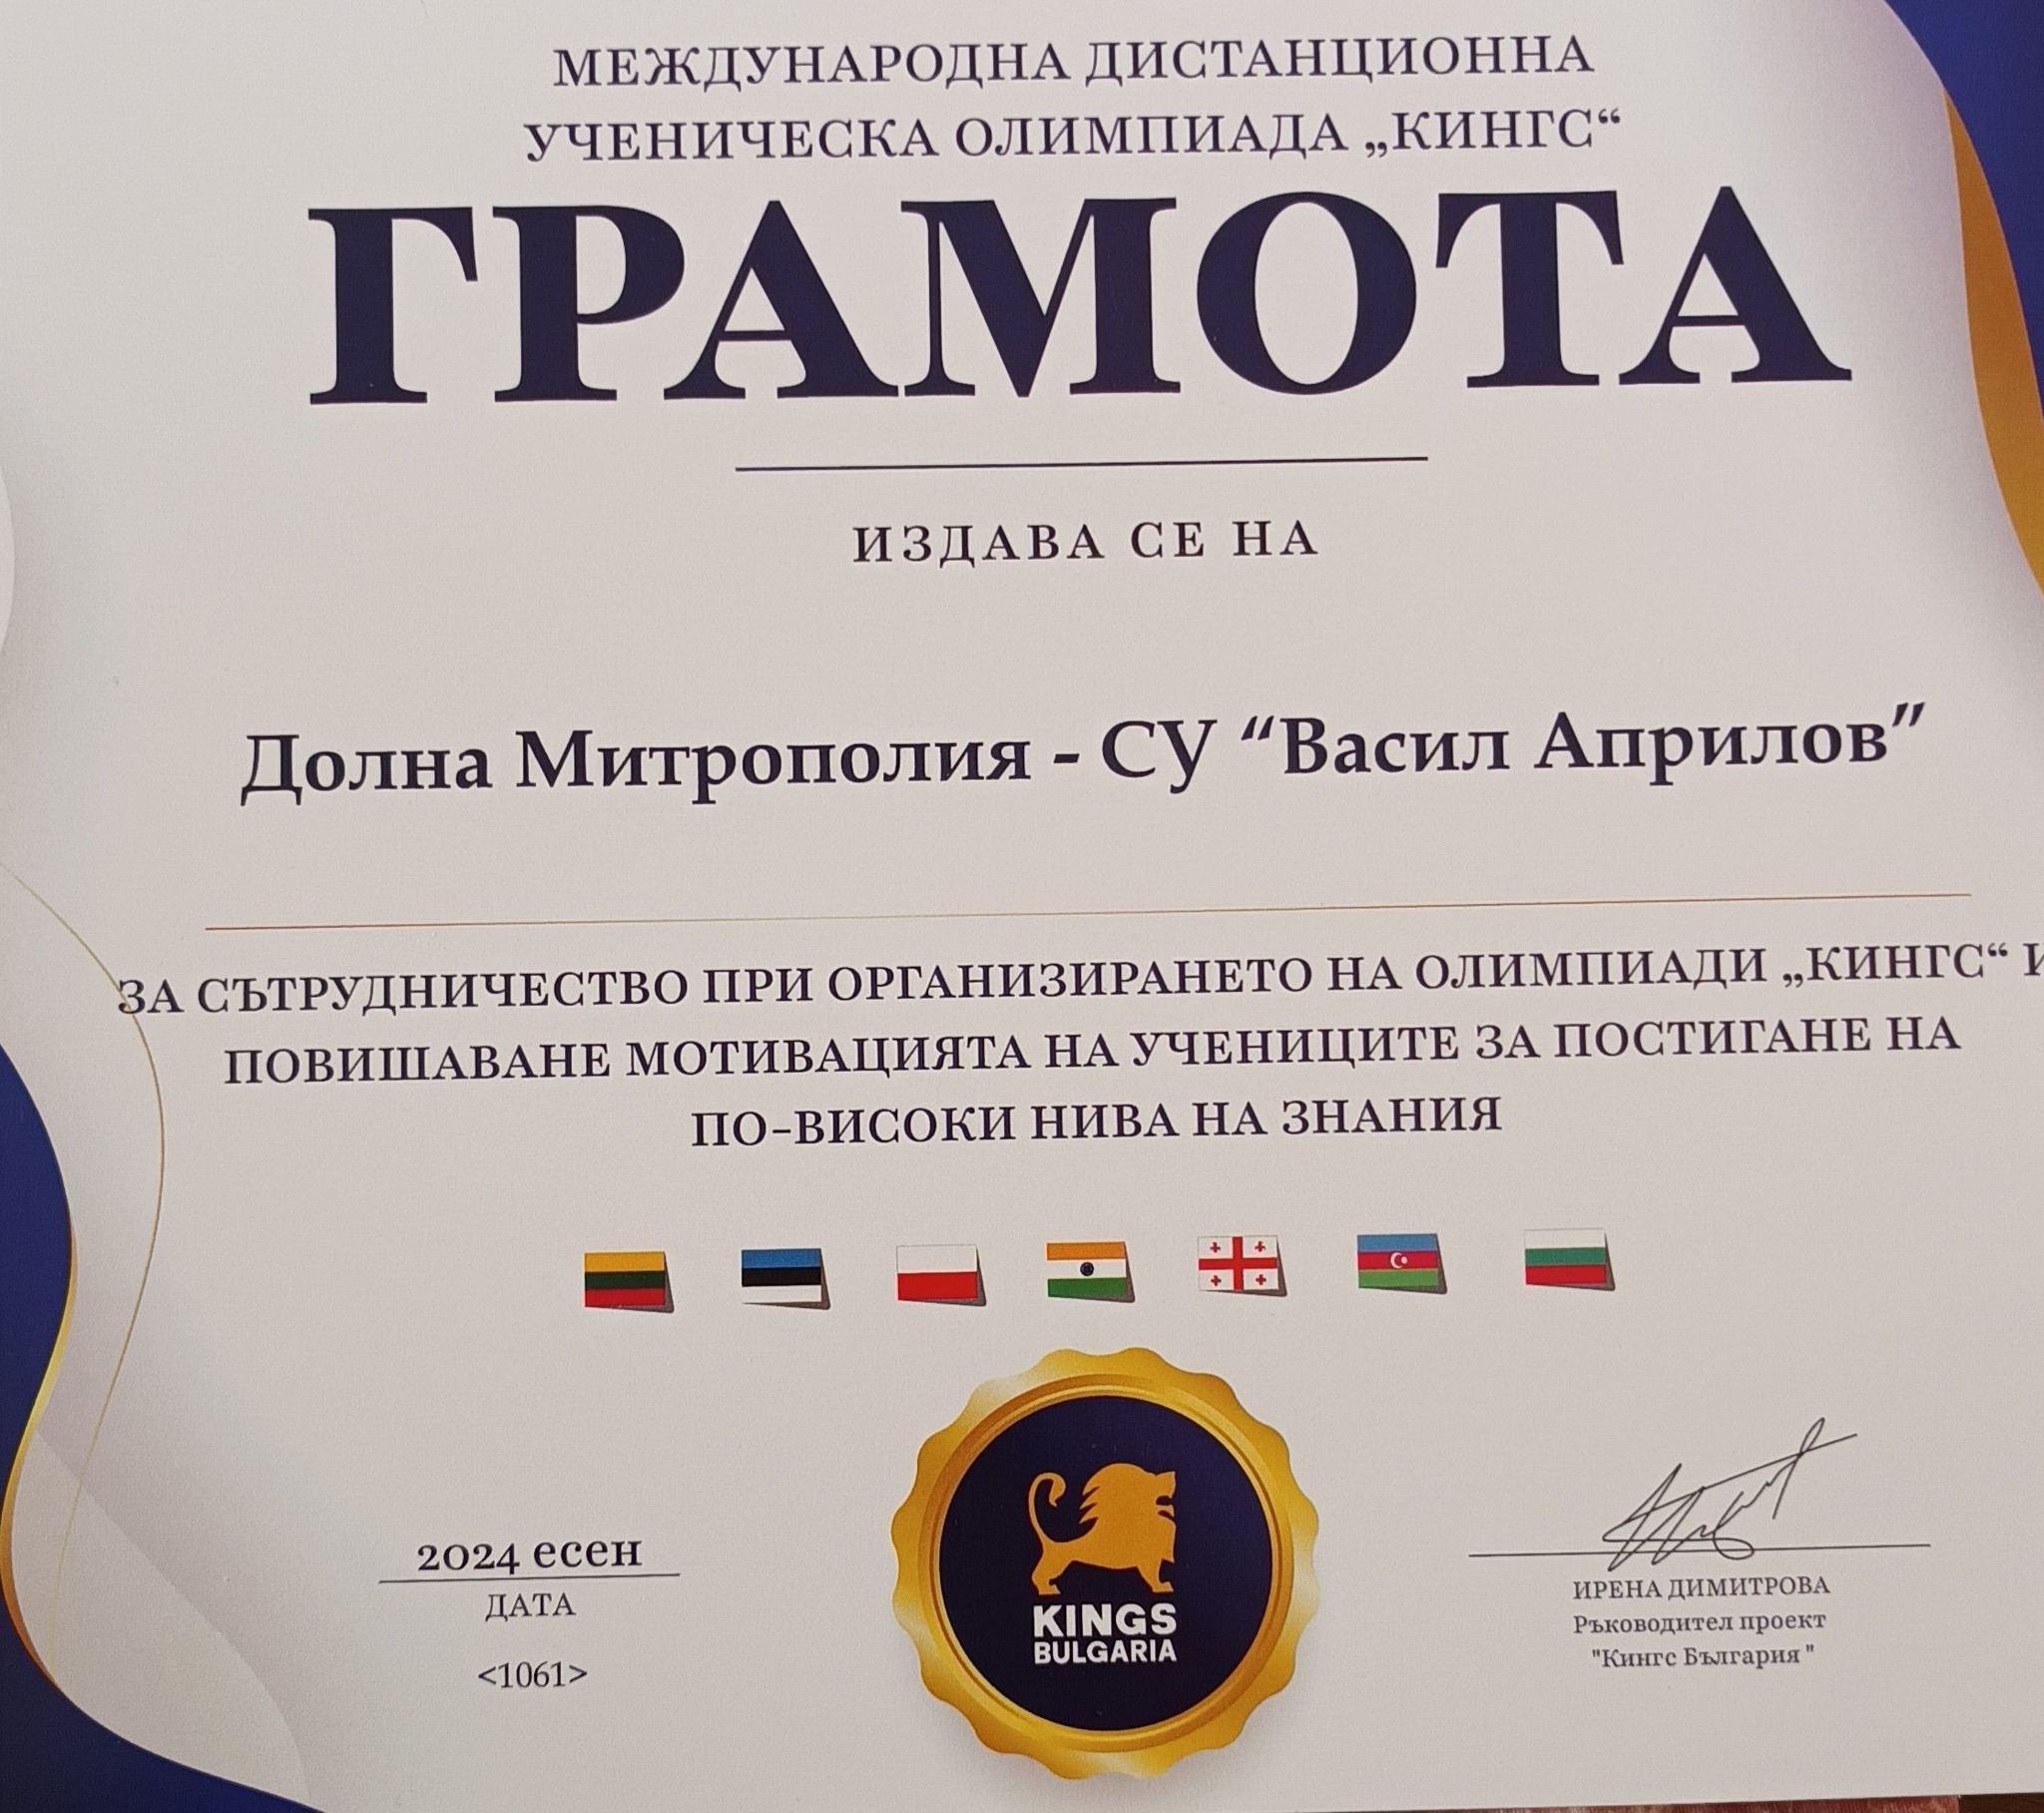 МЕЖДУНАРОДНА ДИСТАНЦИОННА
УЧЕНИЧЕСКА ОЛИМПИАДА „КИНГС“
ГРАМОТА
ИЗДАВА СЕ НА
Долна Митрополия - СУ “Васил Априлов”
ЗА СЪТРУДНИЧЕСТВО ПРИ ОРГАНИЗИРАНЕТО НА ОЛИМПИАДИ „КИНГС“ И
ПОВИШАВАНЕ МОТИВАЦИЯТА НА УЧЕНИЦИТЕ ЗА ПОСТИГАНЕ НА
ПО-ВИСОКИ НИВА НА ЗНАНИЯ
2024 есен
ДАТА
<1061>
KINGS
BULGARIA
ИРЕНА ДИМИТРОВА
Ръководител проект
"Кингс България "